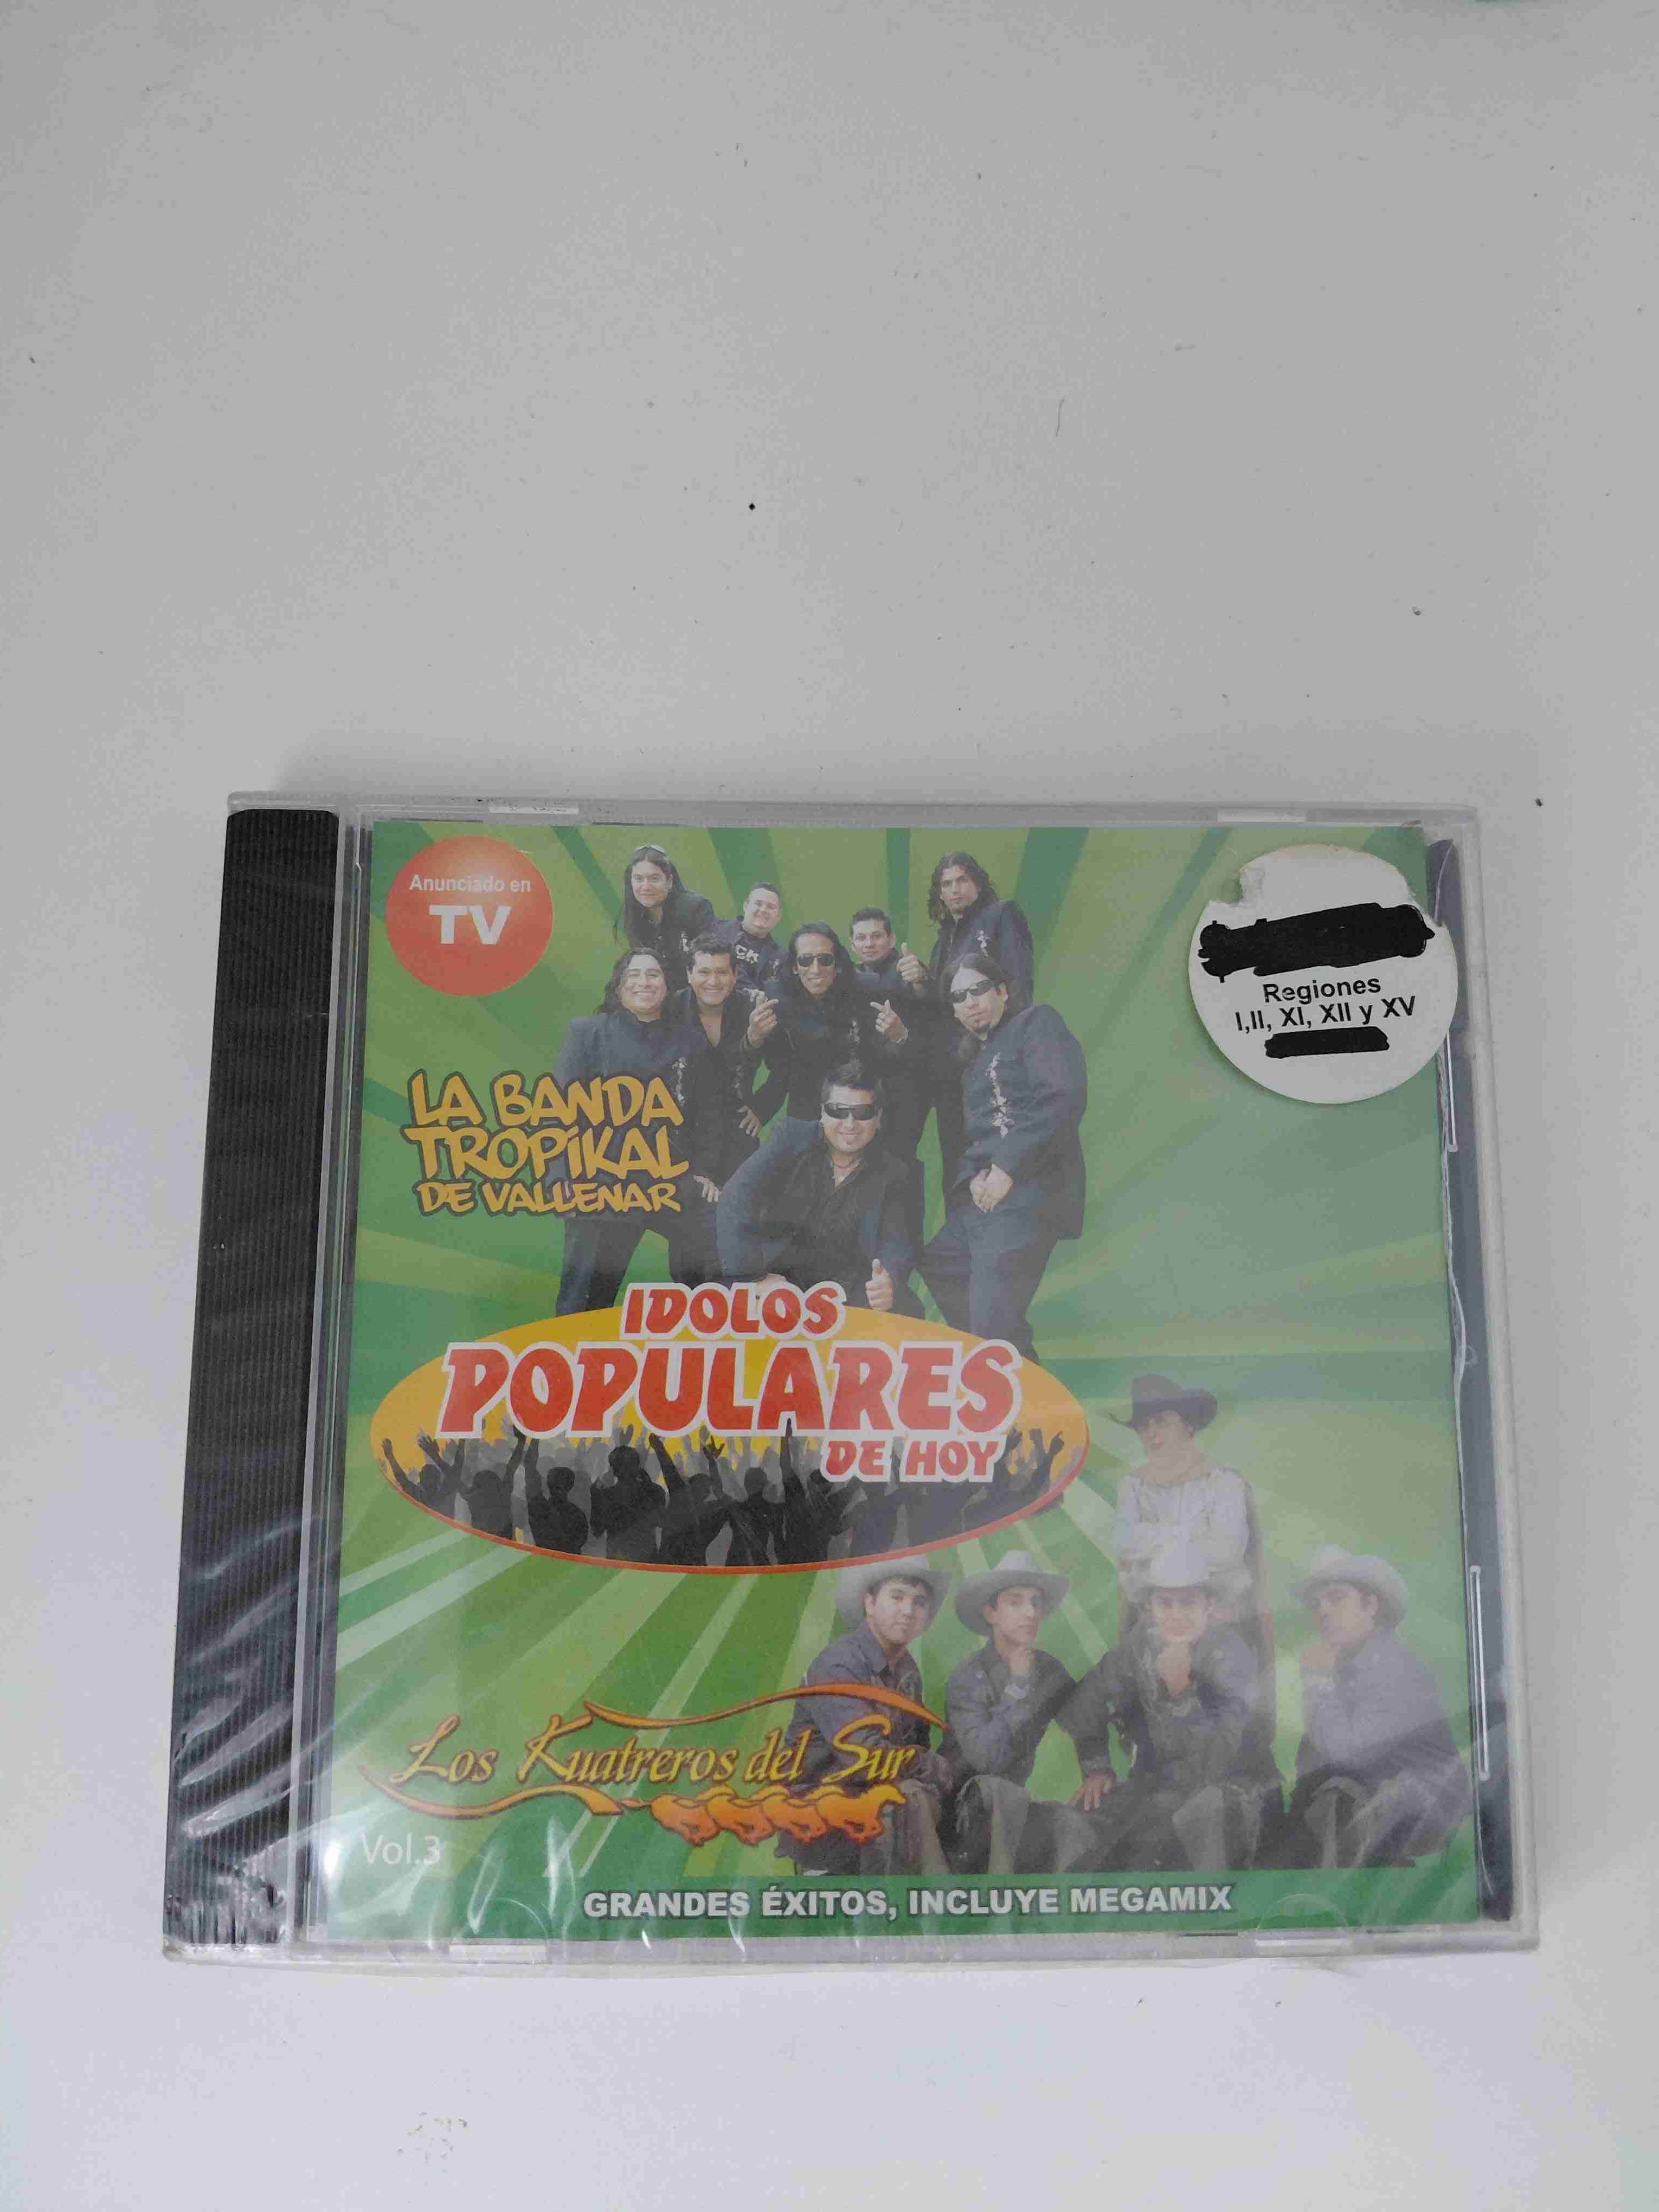 Anunciado en
TV
Regiones
I,II, XI, XII y XV
LA BANDA
TROPiKAL
DE VALLENAR
IDOLOS
POPULARES
DE HOY
Los Kuatreros del Sur
Vol.3
GRANDES ÉXITOS, INCLUYE MEGAMIX